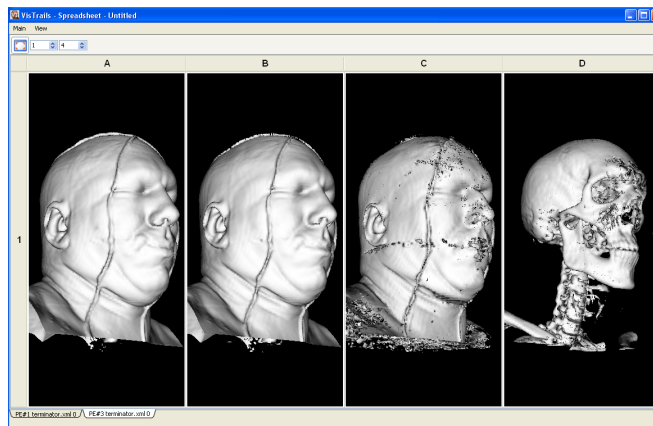 VisTrails - Spreadsheet - Untitled
Main View
1 4
A B C D
1
PE#1 terminator.xml 0 PE#3 terminator.xml 0